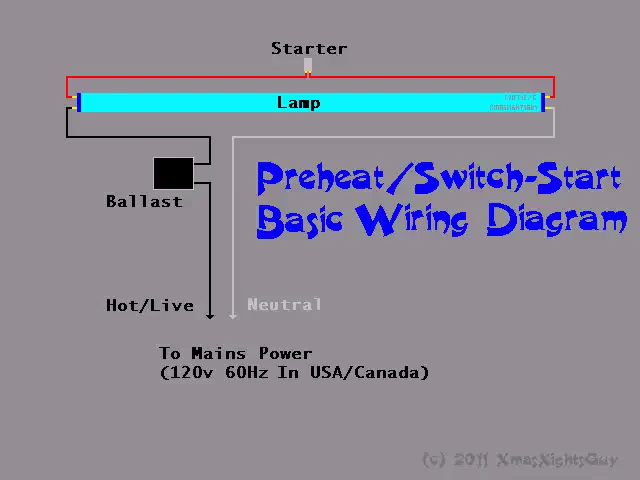 Starter
Lamp
Preheat/Switch-Start
Basic Wiring Diagram
Ballast
Hot/Live
Neutral
To Mains Power
(120v 60Hz In USA/Canada)
(c) 2011